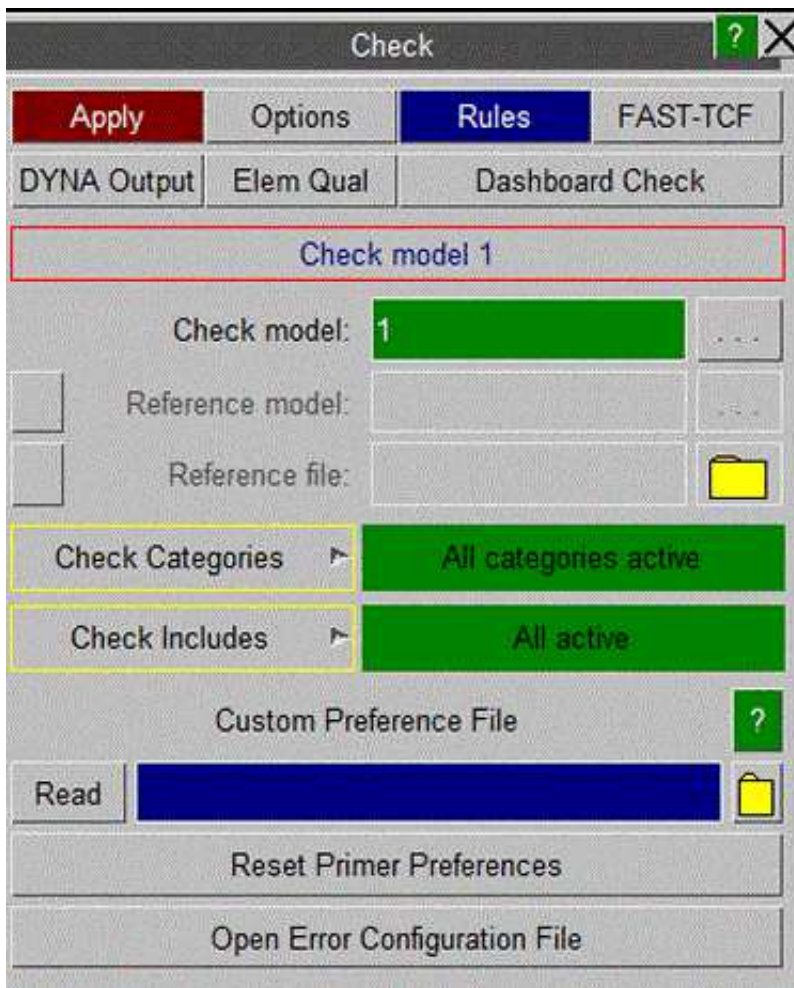 Check ?
Apply Options Rules FAST-TCF
DYNA Output Elem Qual Dashboard Check
Check model 1
Check model: 1 ...
Reference model: ...
Reference file:
Check Categories All categories active
Check Includes All active
Custom Preference File ?
Read
Reset Primer Preferences
Open Error Configuration File